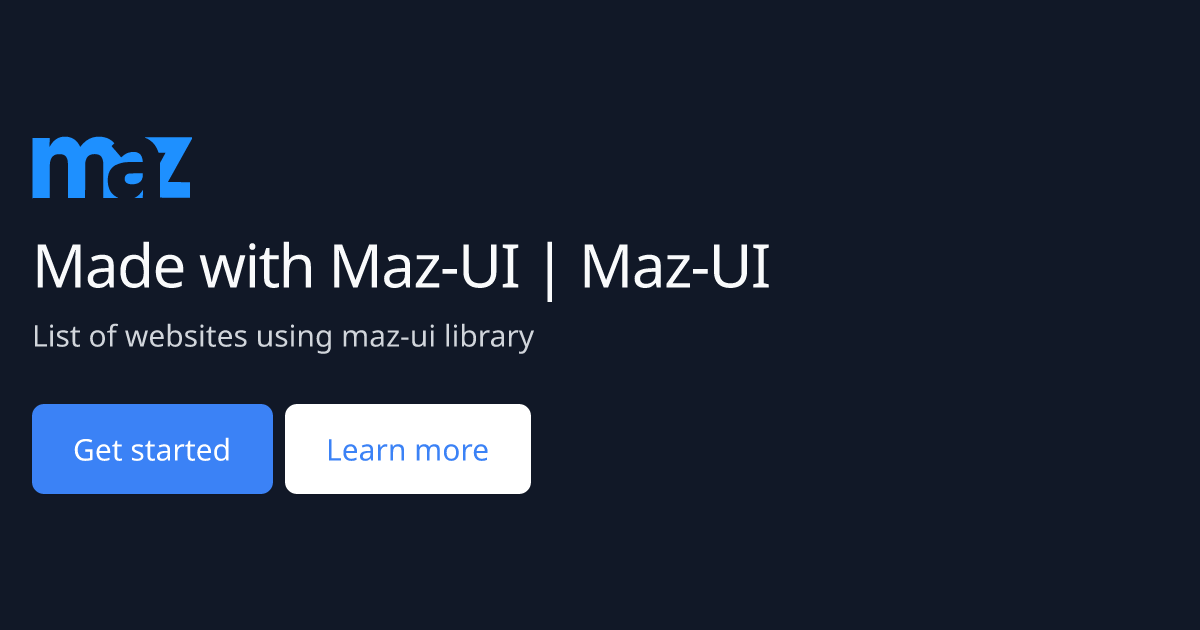 maz
Made with Maz-UI | Maz-UI
List of websites using maz-ui library
Get started
Learn more